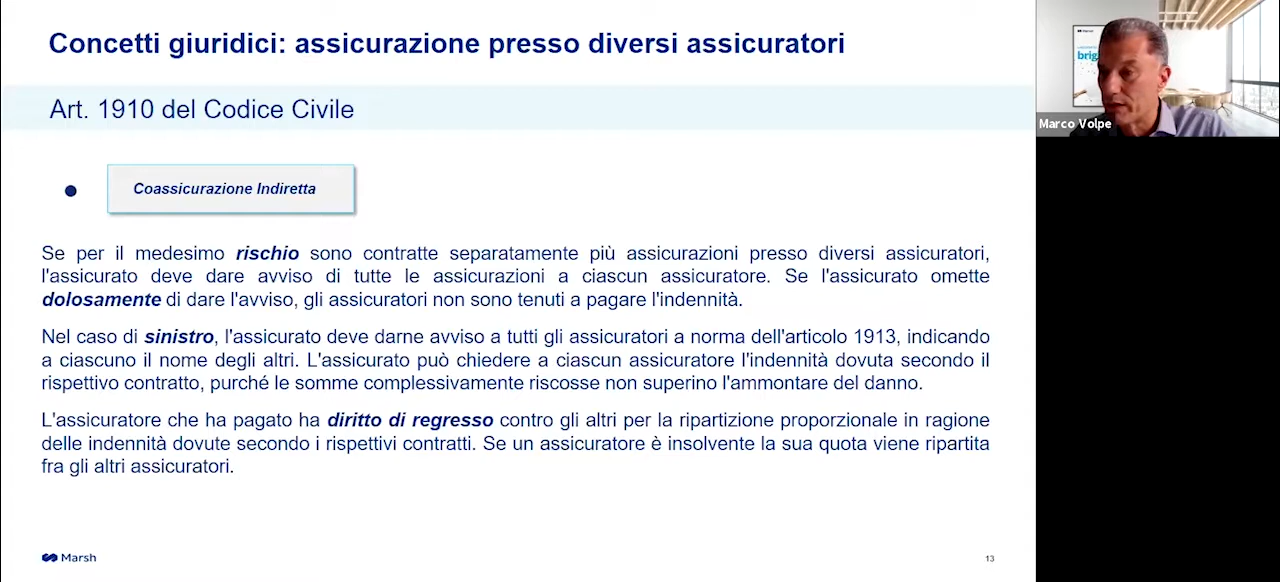 Concetti giuridici: assicurazione presso diversi assicuratori
Art. 1910 del Codice Civile
Coassicurazione Indiretta
Se per il medesimo rischio sono contratte separatamente più assicurazioni presso diversi assicuratori,
l'assicurato deve dare avviso di tutte le assicurazioni a ciascun assicuratore. Se l'assicurato omette
dolosamente di dare l'avviso, gli assicuratori non sono tenuti a pagare l'indennità.
Nel caso di sinistro, l'assicurato deve darne avviso a tutti gli assicuratori a norma dell'articolo 1913, indicando
a ciascuno il nome degli altri. L'assicurato può chiedere a ciascun assicuratore l'indennità dovuta secondo il
rispettivo contratto, purché le somme complessivamente riscosse non superino l'ammontare del danno.
L'assicuratore che ha pagato ha diritto di regresso contro gli altri per la ripartizione proporzionale in ragione
delle indennità dovute secondo i rispettivi contratti. Se un assicuratore è insolvente la sua quota viene ripartita
fra gli altri assicuratori.
Marsh
13
Marco Volpe